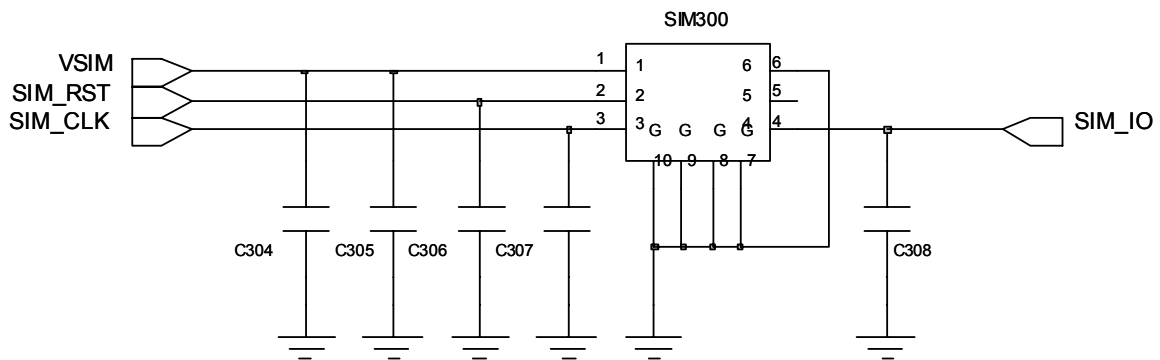 SIM300
VSIM 1 1 6 6
SIM_RST 2 2 5 5
SIM_CLK 3 3 G G G G 4 4 SIM_IO
10 9 8 7
C304 C305 C306 C307 C308